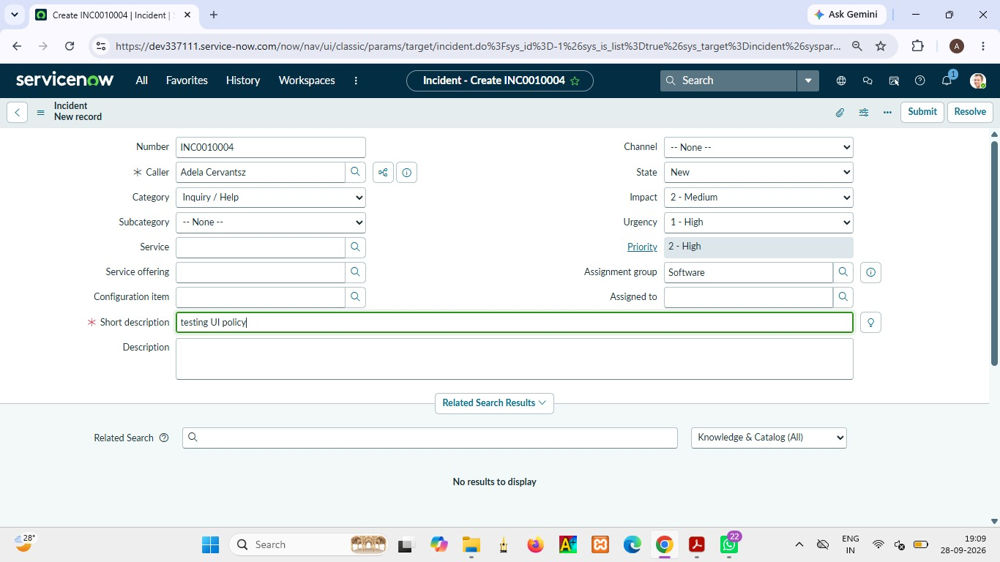 Create INC0010004 | Incident | S
Ask Gemini
https://dev337111.service-now.com/now/nav/ui/classic/params/target/incident.do%3Fsys_id%3D-1%26sys_is_list%3Dtrue%26sys_target%3Dincident%26syspar...
A
servicenow All Favorites History Workspaces
Incident - Create INC0010004
Search
1
Incident
New record
Submit Resolve
Number INC0010004
Channel -- None --
Caller Adela Cervantsz
State New
Category Inquiry / Help
Impact 2 - Medium
Subcategory -- None --
Urgency 1 - High
Service
Priority 2 - High
Service offering
Assignment group Software
Configuration item
Assigned to
Short description testing UI policy
Description
Related Search Results
Related Search
Knowledge & Catalog (All)
No results to display
28°
Search
22
ENG
IN
19:09
28-09-2026